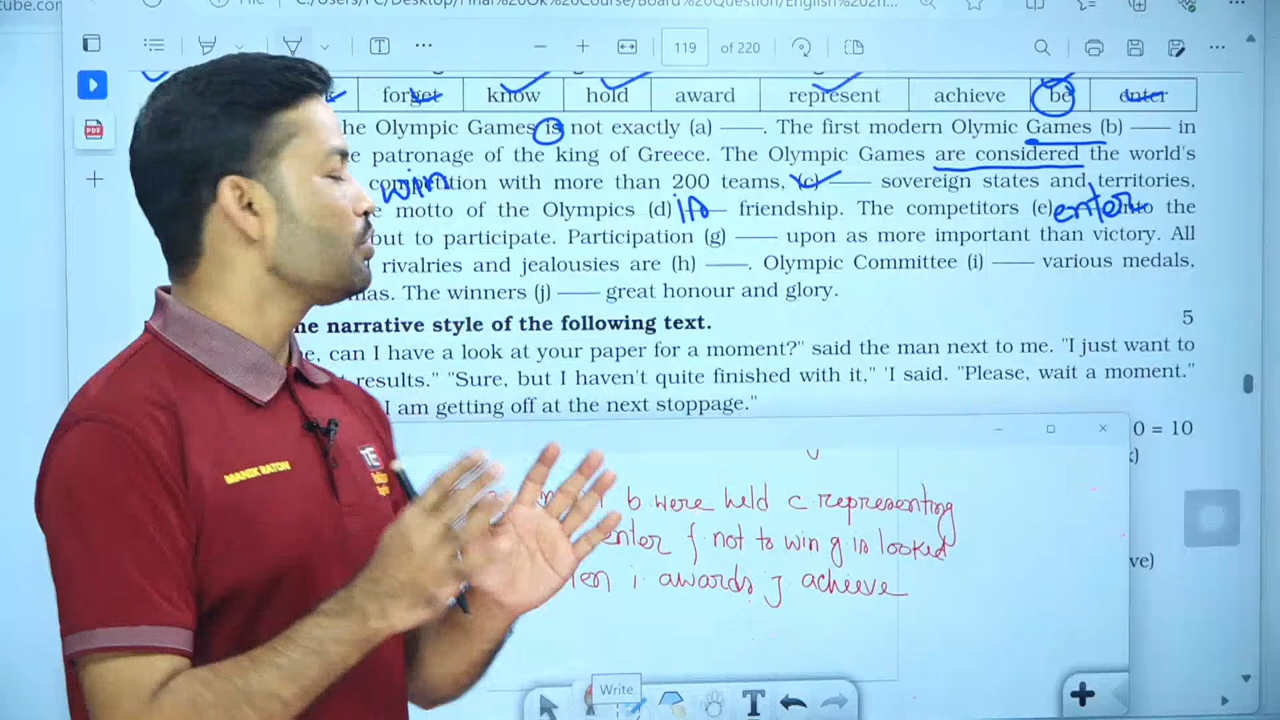 119 of 220
forget know hold award represent achieve be enter
he Olympic Games is not exactly (a) ——. The first modern Olymic Games (b) —— in
e patronage of the king of Greece. The Olympic Games are considered the world's
win with more than 200 teams, (c) —— sovereign states and territories,
e motto of the Olympics (d) is —— friendship. The competitors (e) enter into the
out to participate. Participation (g) —— upon as more important than victory. All
rivalries and jealousies are (h) ——. Olympic Committee (i) —— various medals,
mas. The winners (j) —— great honour and glory.
he narrative style of the following text. 5
e, can I have a look at your paper for a moment?" said the man next to me. "I just want to
t results." "Sure, but I haven't quite finished with it," 'I said. "Please, wait a moment."
I am getting off at the next stoppage."
0 = 10
b were held c representing
enter f not to win g is looked
ten i awards j achieve
ve)
MANIK RATON
TE
Write
T